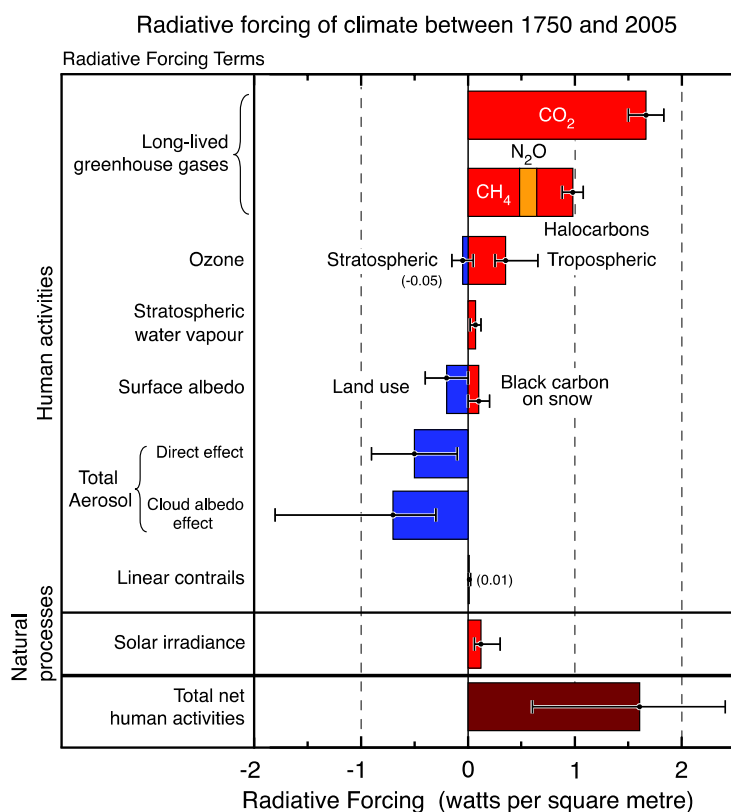 Radiative forcing of climate between 1750 and 2005
Radiative Forcing Terms
Human activities
Long-lived
greenhouse gases
CO₂
N₂O
CH₄
Halocarbons
Ozone
Stratospheric
(-0.05)
Tropospheric
Stratospheric
water vapour
Surface albedo
Land use
Black carbon
on snow
Total
Aerosol
Direct effect
Cloud albedo
effect
Linear contrails
(0.01)
Natural
processes
Solar irradiance
Total net
human activities
-2 -1 0 1 2
Radiative Forcing (watts per square metre)